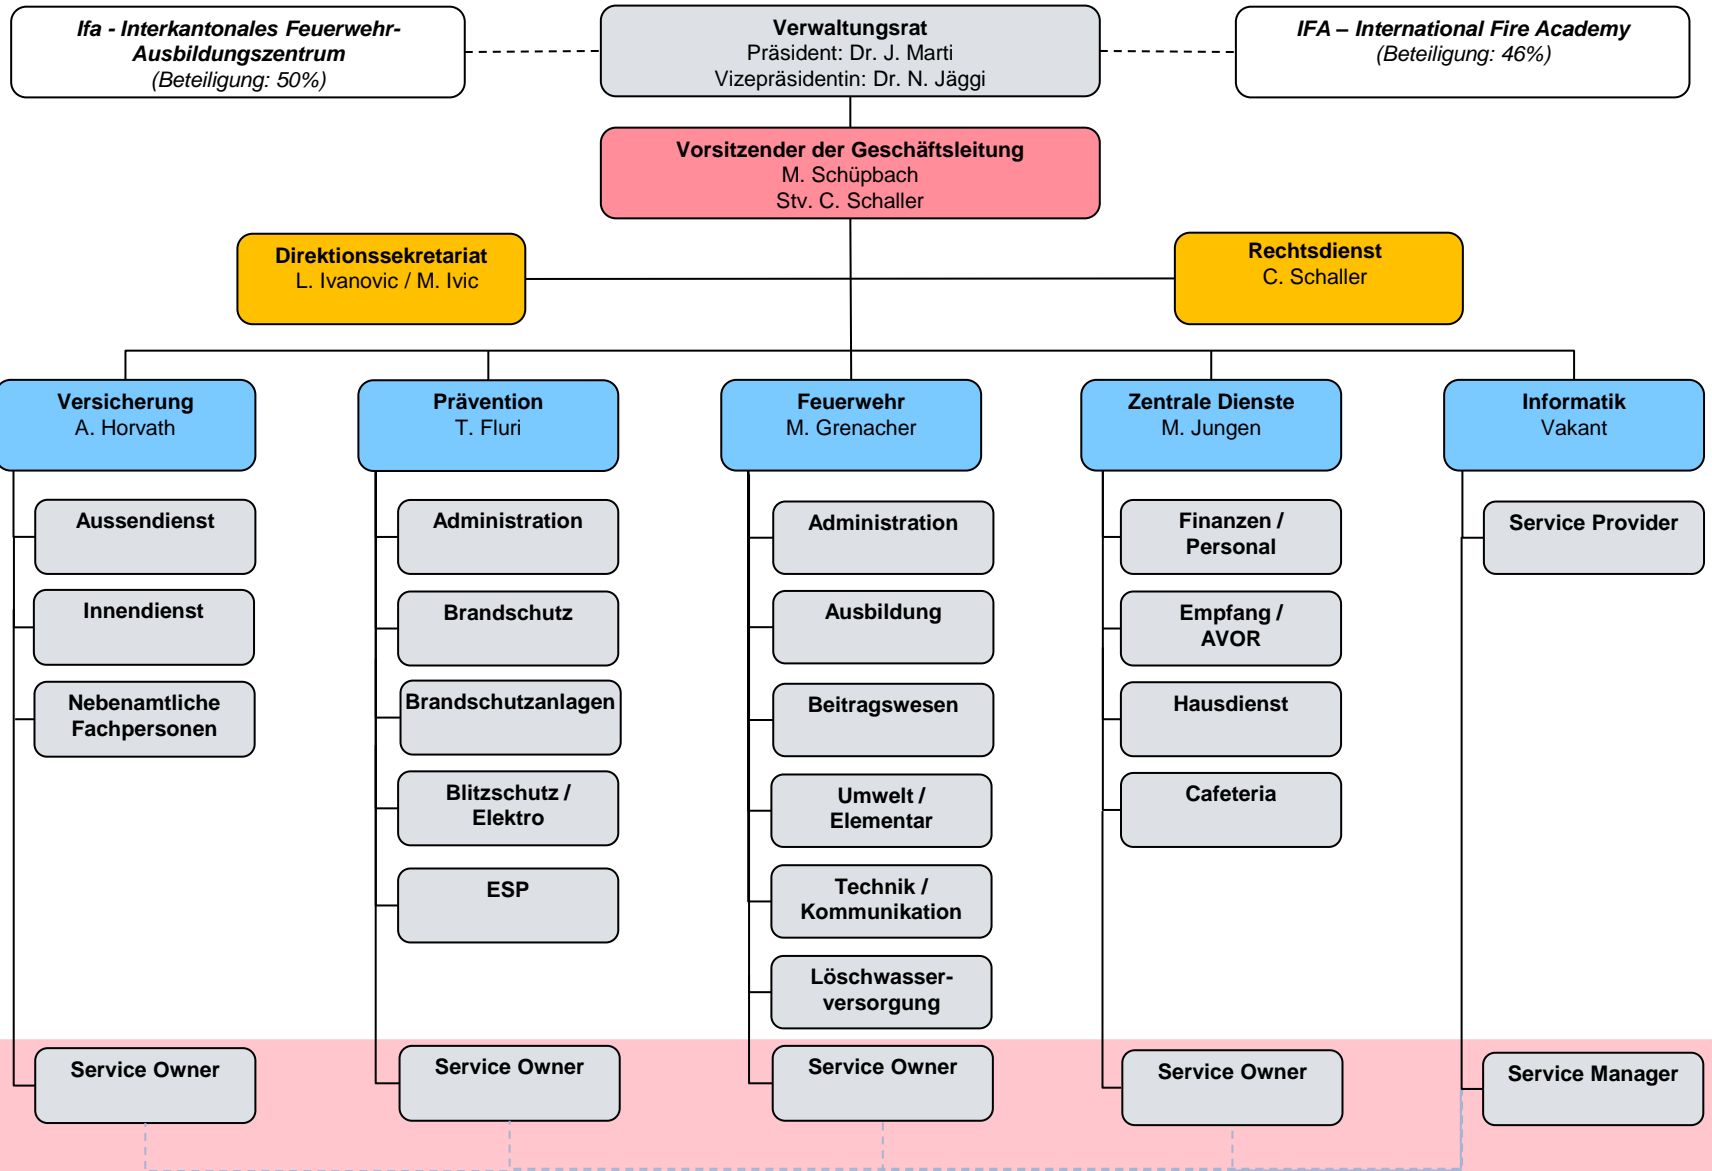 Ifa - Interkantonales Feuerwehr-
Ausbildungszentrum
(Beteiligung: 50%)
Verwaltungsrat
Präsident: Dr. J. Marti
Vizepräsidentin: Dr. N. Jäggi
IFA – International Fire Academy
(Beteiligung: 46%)
Vorsitzender der Geschäftsleitung
M. Schüpbach
Stv. C. Schaller
Direktionssekretariat
L. Ivanovic / M. Ivic
Rechtsdienst
C. Schaller
Versicherung
A. Horvath
Prävention
T. Fluri
Feuerwehr
M. Grenacher
Zentrale Dienste
M. Jungen
Informatik
Vakant
Aussendienst
Innendienst
Nebenamtliche
Fachpersonen
Service Owner
Administration
Brandschutz
Brandschutzanlagen
Blitzschutz /
Elektro
ESP
Service Owner
Administration
Ausbildung
Beitragswesen
Umwelt /
Elementar
Technik /
Kommunikation
Löschwasser-
versorgung
Service Owner
Finanzen /
Personal
Empfang /
AVOR
Hausdienst
Cafeteria
Service Owner
Service Provider
Service Manager